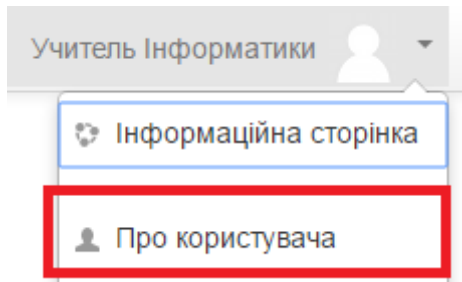 Учитель Інформатики
Інформаційна сторінка
Про користувача